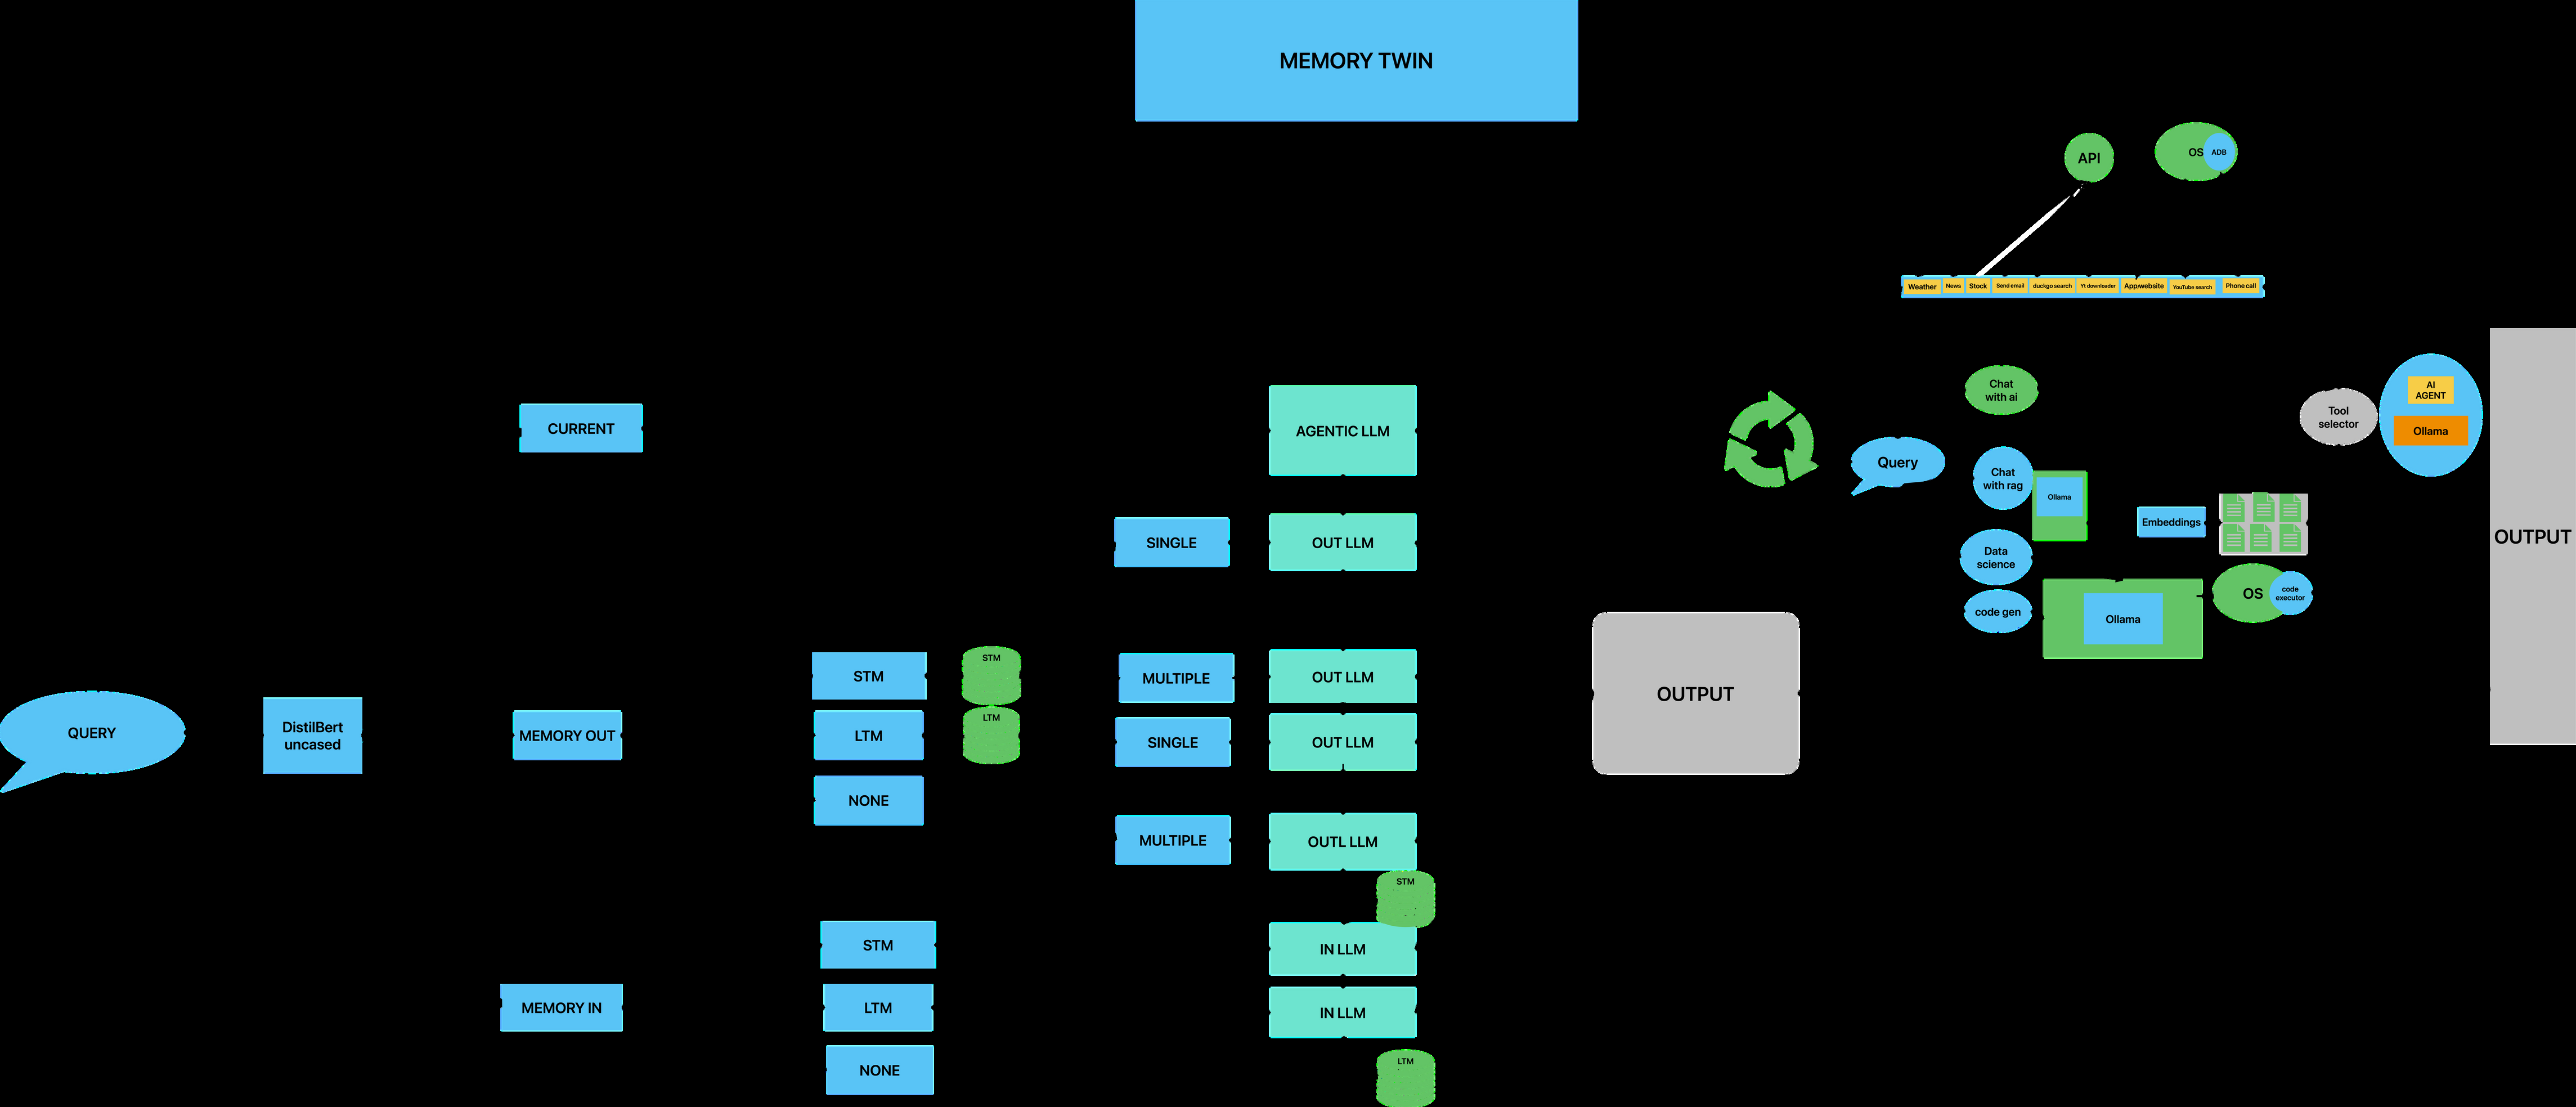 MEMORY TWIN
API
OS
ADB
Weather
News
Stock
Send email
duckgo search
Yt downloader
App/website
YouTube search
Phone call
CURRENT
AGENTIC LLM
Chat
with ai
Query
Chat
with rag
Ollama
Embeddings
Tool
selector
AI
AGENT
Ollama
OUTPUT
SINGLE
OUT LLM
Data
science
code gen
Ollama
OS
code
executor
STM
STM
MULTIPLE
OUT LLM
OUTPUT
QUERY
DistilBert
uncased
MEMORY OUT
LTM
LTM
SINGLE
OUT LLM
NONE
MULTIPLE
OUTL LLM
STM
STM
IN LLM
MEMORY IN
LTM
IN LLM
NONE
LTM